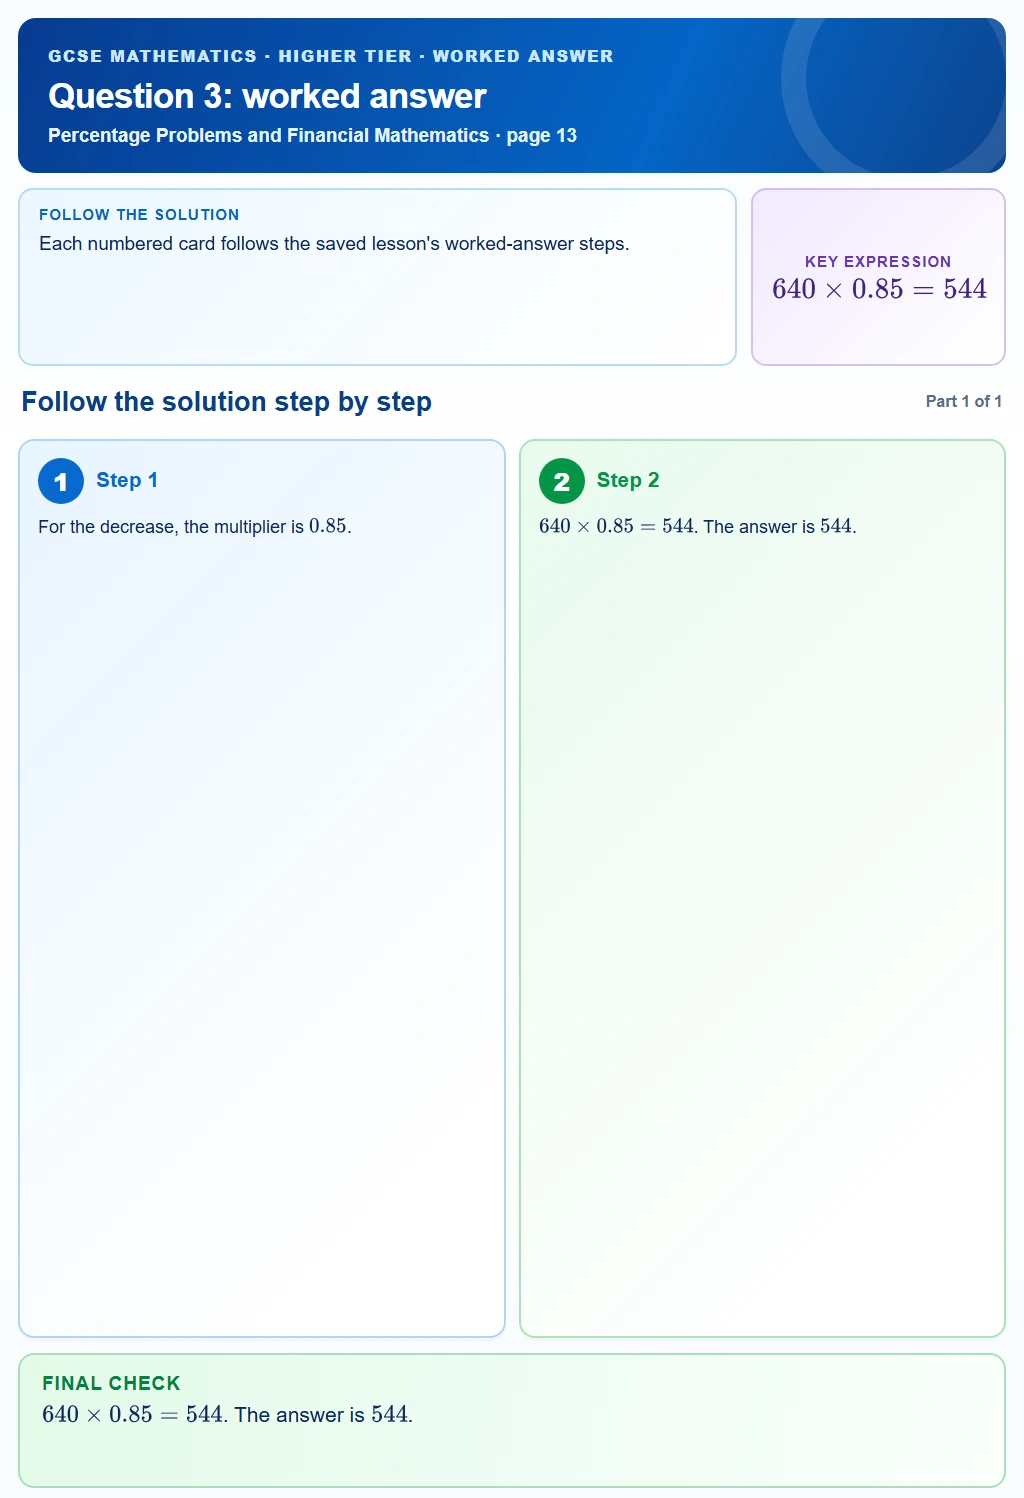 GCSE MATHEMATICS · HIGHER TIER · WORKED ANSWER
Question 3: worked answer
Percentage Problems and Financial Mathematics · page 13
FOLLOW THE SOLUTION
Each numbered card follows the saved lesson's worked-answer steps.
KEY EXPRESSION
640 × 0.85 = 544
Follow the solution step by step
Part 1 of 1
1 Step 1
For the decrease, the multiplier is 0.85.
2 Step 2
640 × 0.85 = 544. The answer is 544.
FINAL CHECK
640 × 0.85 = 544. The answer is 544.